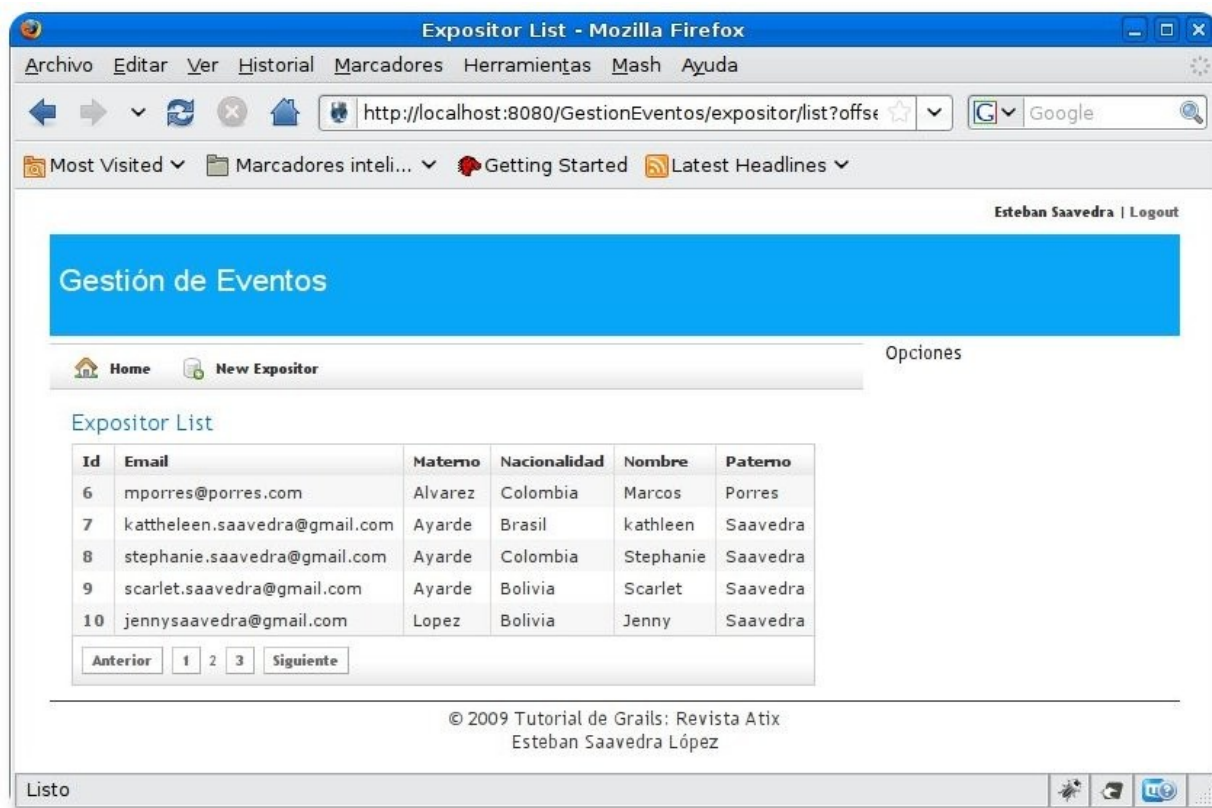 Expositor List - Mozilla Firefox
Archivo Editar Ver Historial Marcadores Herramientas Mash Ayuda
http://localhost:8080/GestionEventos/expositor/list?offse
G Google
Most Visited Marcadores inteli... Getting Started Latest Headlines
Esteban Saavedra | Logout
Gestión de Eventos
Home New Expositor
Opciones
Expositor List
Id Email Materno Nacionalidad Nombre Paterno
6 mporres@porres.com Alvarez Colombia Marcos Porres
7 kattheleen.saavedra@gmail.com Ayarde Brasil kathleen Saavedra
8 stephanie.saavedra@gmail.com Ayarde Colombia Stephanie Saavedra
9 scarlet.saavedra@gmail.com Ayarde Bolivia Scarlet Saavedra
10 jennysaavedra@gmail.com Lopez Bolivia Jenny Saavedra
Anterior 1 2 3 Siguiente
© 2009 Tutorial de Grails: Revista Atix
Esteban Saavedra López
Listo